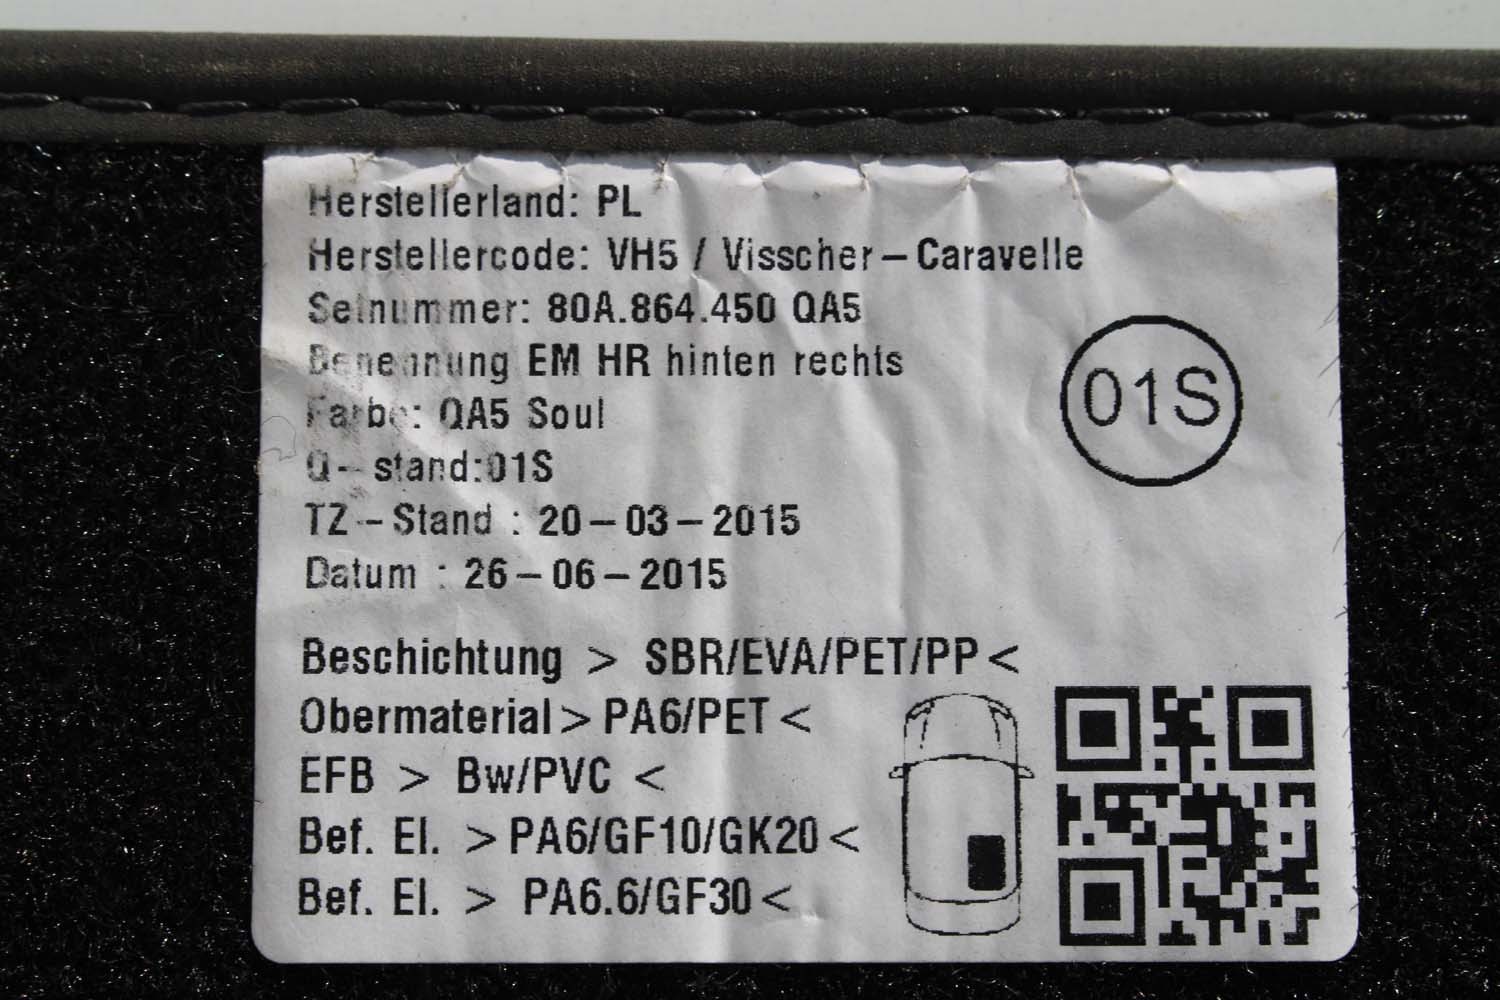 Herstellerland: PL
Herstellercode: VH5 / Visscher-Caravelle
Selnummer: 80A.864.450 QA5
Benennung EM HR hinten rechts
Farbe: QA5 Soul
Q-stand:01S
TZ-Stand : 20-03-2015
Datum : 26-06-2015
01S
Beschichtung > SBR/EVA/PET/PP<
Obermaterial> PA6/PET <
EFB > Bw/PVC <
Bef. El. >PA6/GF10/GK20<
Bef. El. > PA6.6/GF30<